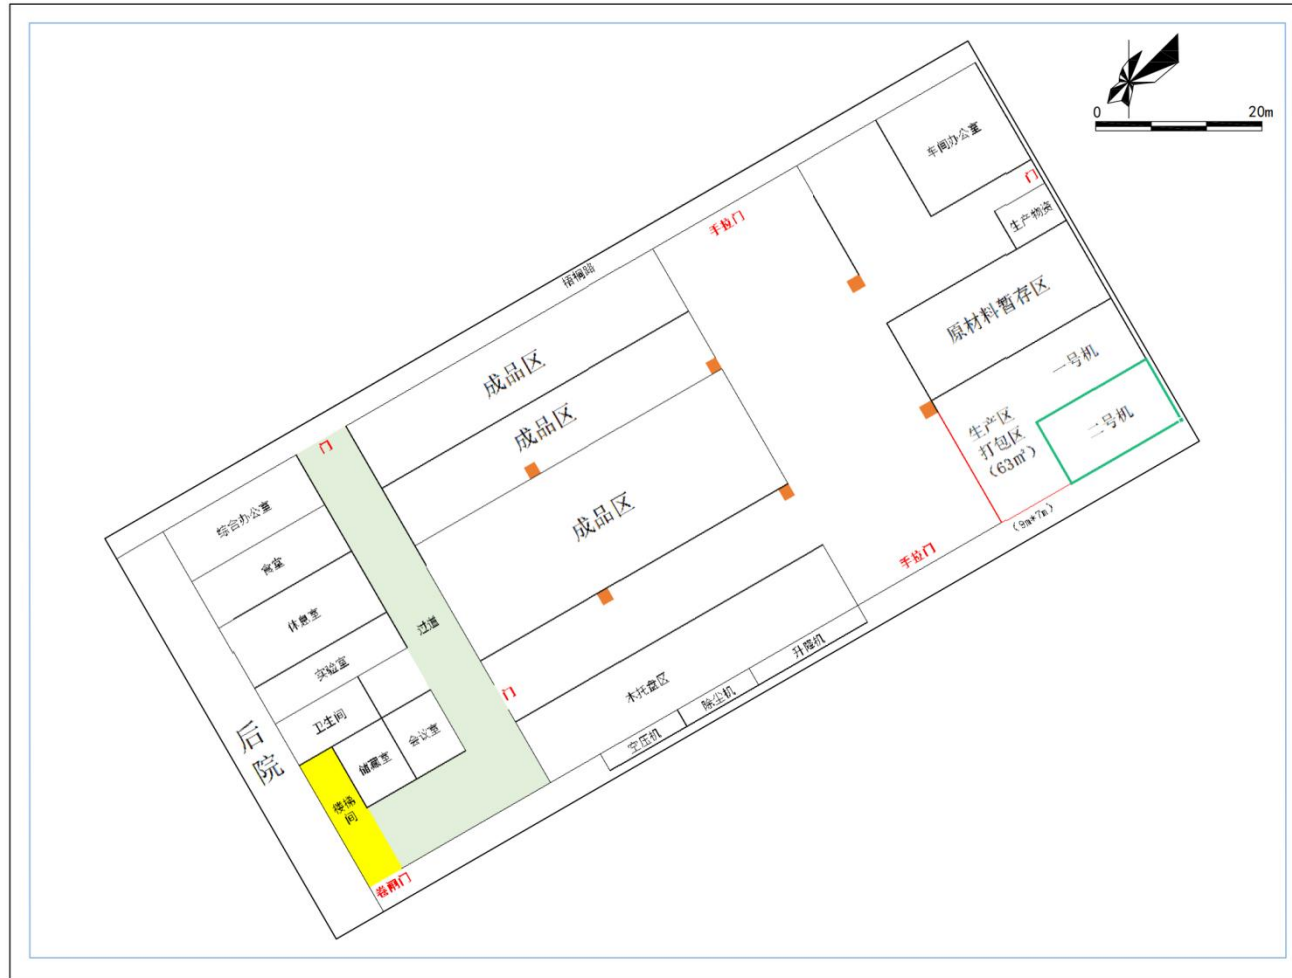 0
20m
车间办公室
门
生产物资
手拉门
梧桐路
原材料暂存区
一号机
二号机
生产区
打包区
（63㎡）
（9m*7m）
手拉门
成品区
成品区
成品区
门
综合办公室
食堂
休息室
实验室
过道
卫生间
会议室
储藏室
楼梯
间
后
院
门
木托盘区
升降机
除尘机
空压机
卷闸门